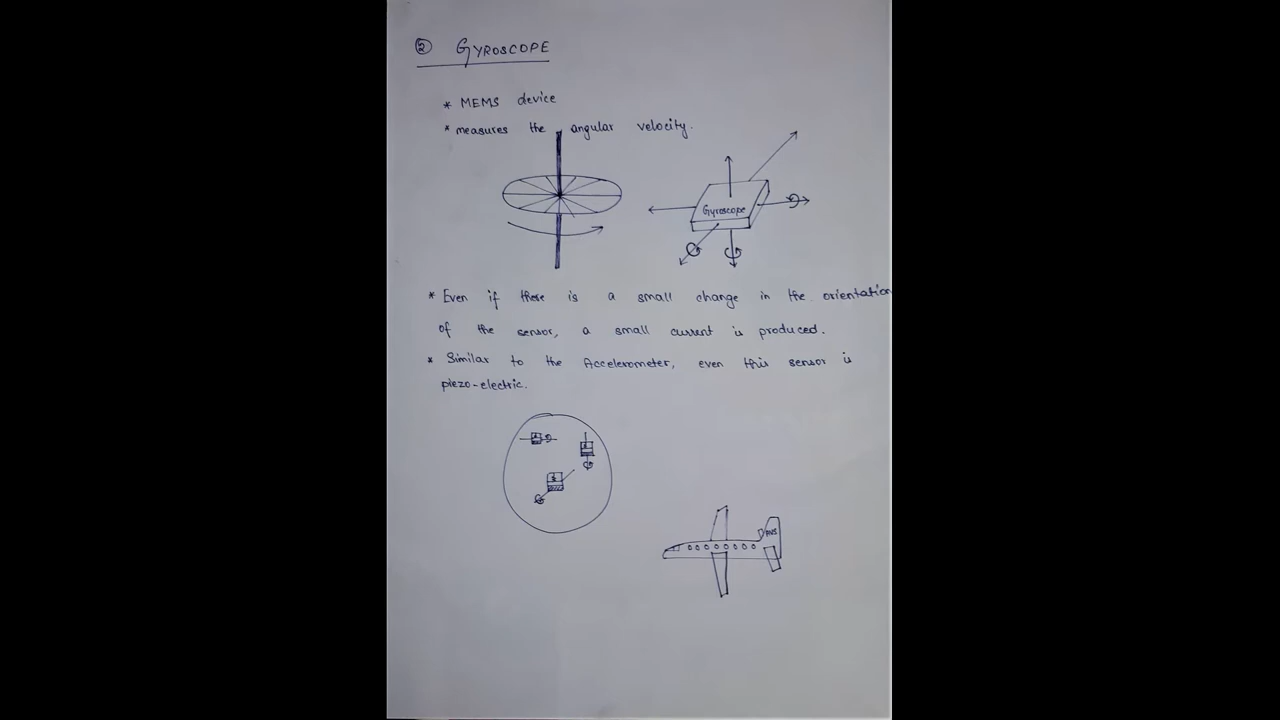 ② GYROSCOPE
* MEMS device
* measures the angular velocity.
Gyroscope
* Even if there is a small change in the orientation
of the sensor, a small current is produced.
* Similar to the Accelerometer, even this sensor is
piezo-electric.